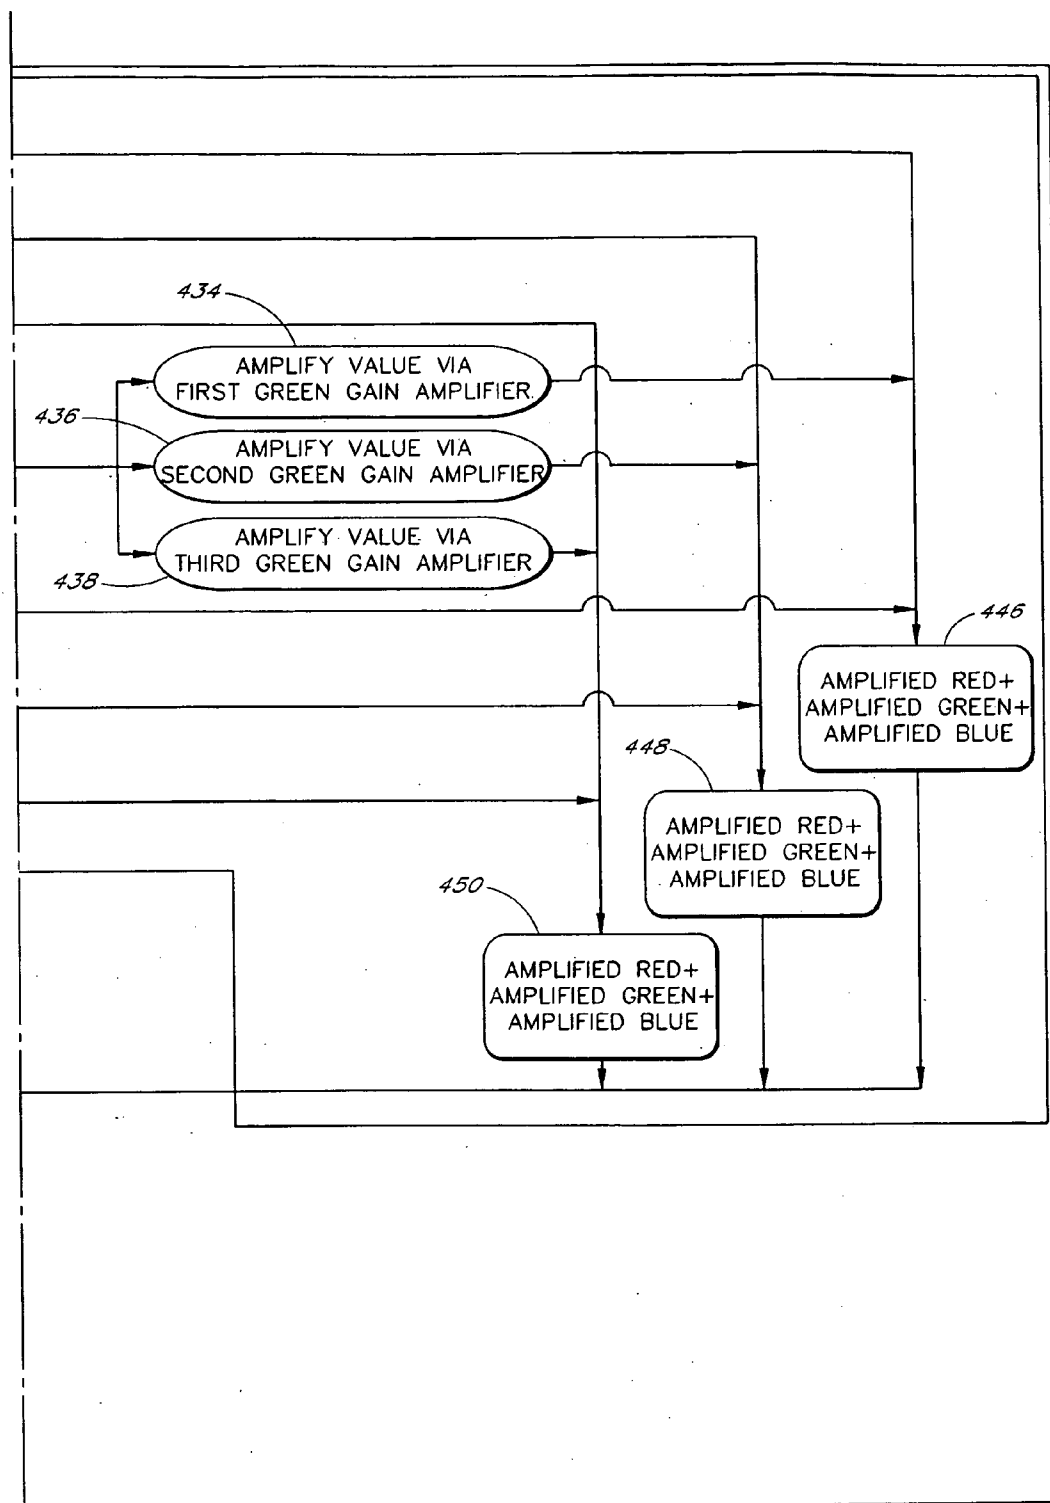 434
AMPLIFY VALUE VIA
FIRST GREEN GAIN AMPLIFIER
436
AMPLIFY VALUE VIA
SECOND GREEN GAIN AMPLIFIER
AMPLIFY VALUE VIA
THIRD GREEN GAIN AMPLIFIER
438
446
AMPLIFIED RED+
AMPLIFIED GREEN+
AMPLIFIED BLUE
448
AMPLIFIED RED+
AMPLIFIED GREEN+
AMPLIFIED BLUE
450
AMPLIFIED RED+
AMPLIFIED GREEN+
AMPLIFIED BLUE